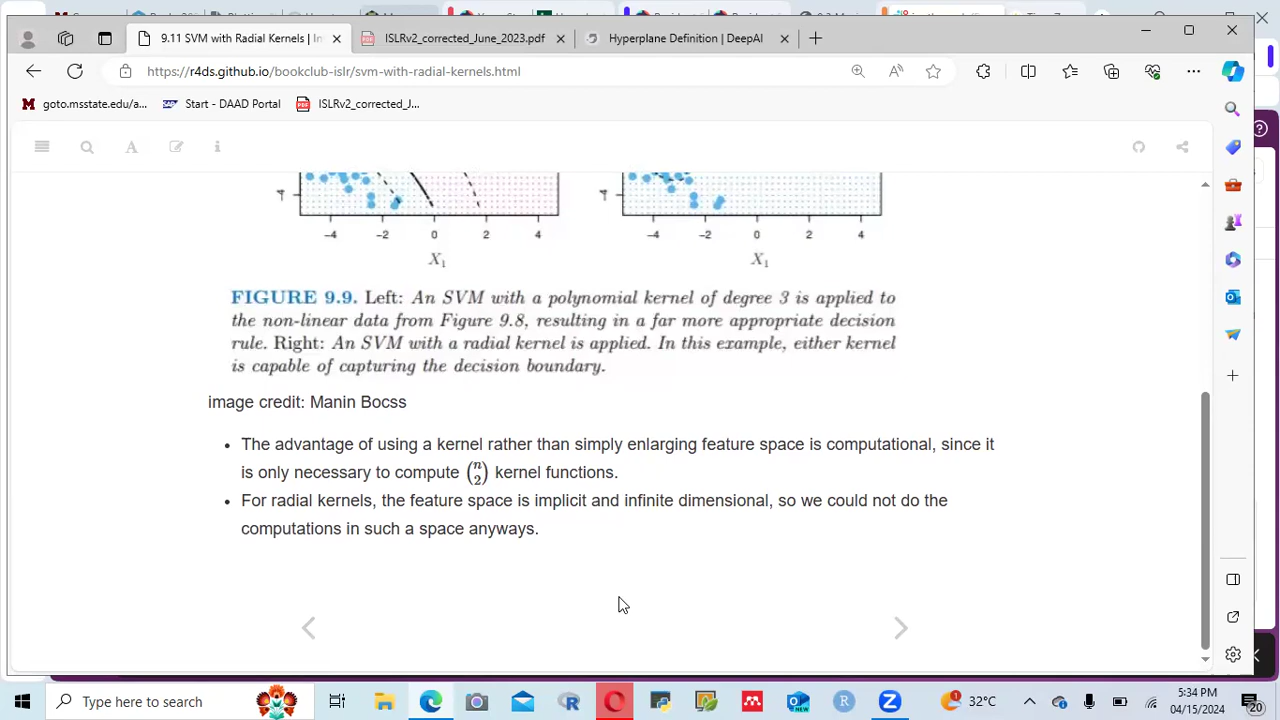 9.11 SVM with Radial Kernels | In
ISLRv2_corrected_June_2023.pdf
Hyperplane Definition | DeepAI
https://r4ds.github.io/bookclub-islr/svm-with-radial-kernels.html
goto.msstate.edu/a...
Start - DAAD Portal
ISLRv2_corrected_J...
-4
-4
-4 -2 0 2 4
-4 -2 0 2 4
X1
X1
FIGURE 9.9. Left: An SVM with a polynomial kernel of degree 3 is applied to
the non-linear data from Figure 9.8, resulting in a far more appropriate decision
rule. Right: An SVM with a radial kernel is applied. In this example, either kernel
is capable of capturing the decision boundary.
image credit: Manin Bocss
• The advantage of using a kernel rather than simply enlarging feature space is computational, since it
is only necessary to compute (n 2) kernel functions.
• For radial kernels, the feature space is implicit and infinite dimensional, so we could not do the
computations in such a space anyways.
Type here to search
1
32°C
5:34 PM
04/15/2024
20